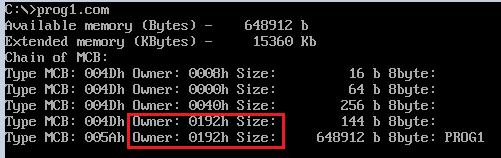 C:\>prog1.com
Available memory (Bytes) - 648912 b
Extended memory (KBytes) - 15360 Kb
Chain of MCB:
Type MCB: 004Dh Owner: 0008h Size: 16 b 8byte:
Type MCB: 004Dh Owner: 0000h Size: 64 b 8byte:
Type MCB: 004Dh Owner: 0040h Size: 256 b 8byte:
Type MCB: 004Dh Owner: 0192h Size: 144 b 8byte:
Type MCB: 005Ah Owner: 0192h Size: 648912 b 8byte: PROG1